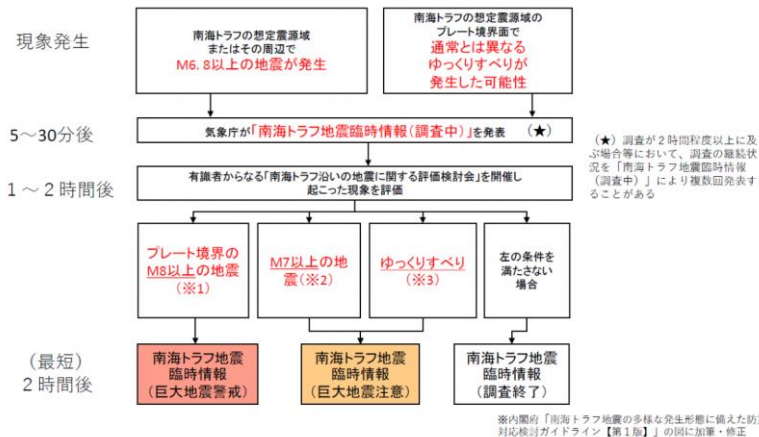 現象発生
南海トラフの想定震源域
またはその周辺で
M6.8以上の地震が発生
南海トラフの想定震源域の
プレート境界面で
通常とは異なる
ゆっくりすべりが
発生した可能性
5～30分後
気象庁が「南海トラフ地震臨時情報(調査中)」を発表 (★)
(★)調査が２時間程度以上に及
ぶ場合等において、調査の継続状
況を「南海トラフ地震臨時情報
(調査中)」により複数回発表す
ることがある
1～2時間後
有識者からなる「南海トラフ沿いの地震に関する評価検討会」を開催し
起こった現象を評価
プレート境界の
M8以上の地震
(※1)
M7以上の地
震(※2)
ゆっくりすべり
(※3)
左の条件を
満たさない
場合
(最短)
2時間後
南海トラフ地震
臨時情報
(巨大地震警戒)
南海トラフ地震
臨時情報
(巨大地震注意)
南海トラフ地震
臨時情報
(調査終了)
※内閣府「南海トラフ地震の多様な発生形態に備えた防災
対応検討ガイドライン【第1版】」の図に加筆・修正